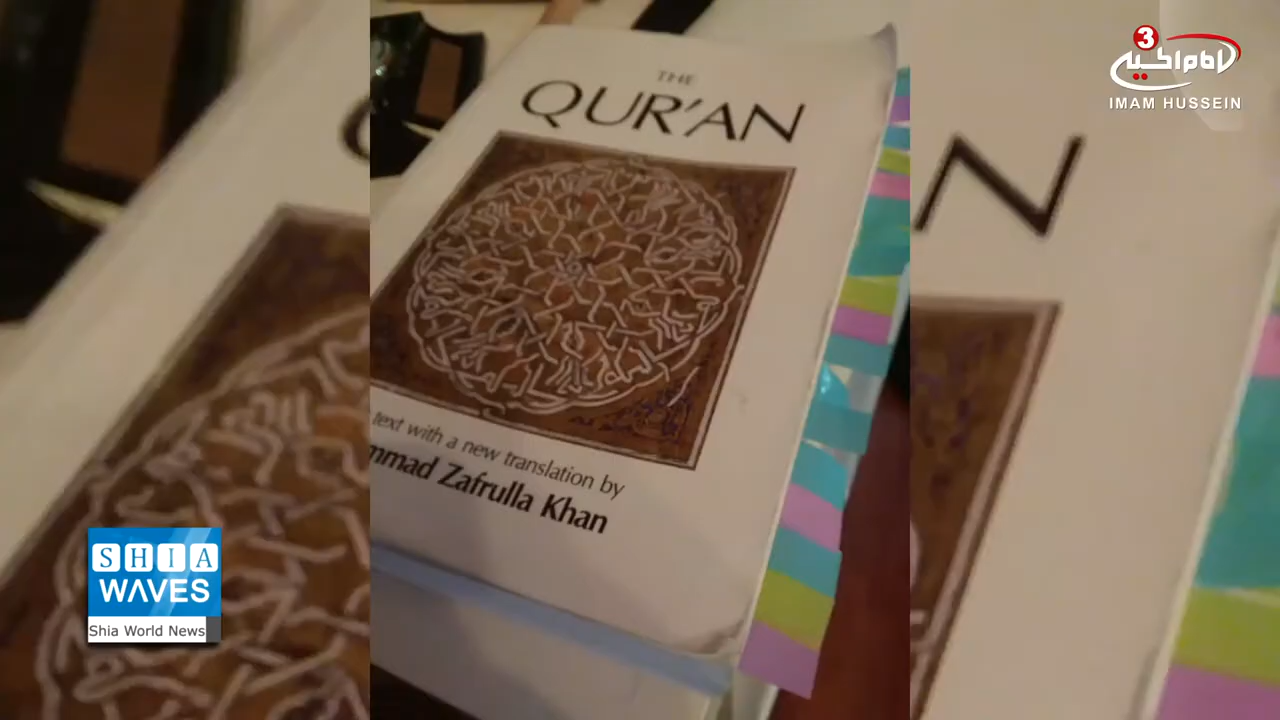 THE
QUR'AN
text with a new translation by
mmad Zafrulla Khan
N
3
IMAM HUSSEIN
SHIA
WAVES
Shia World News